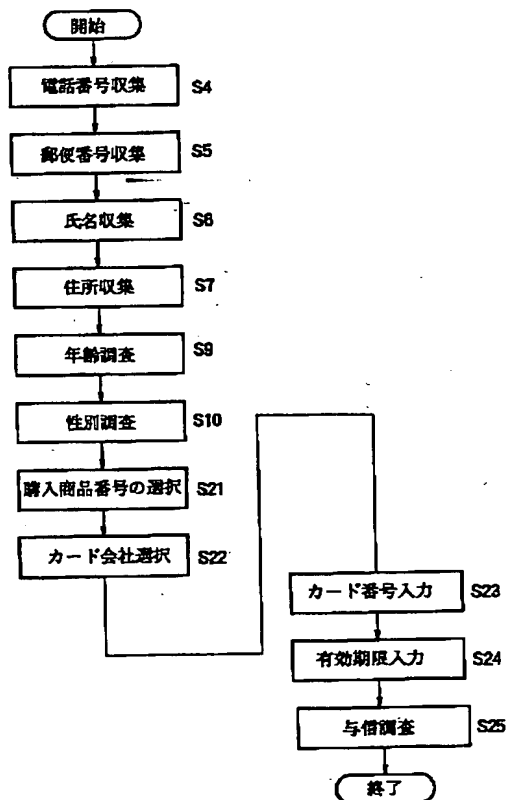 開始
電話番号収集 S4
郵便番号収集 S5
氏名収集 S6
住所収集 S7
年齢調査 S9
性別調査 S10
購入商品番号の選択 S21
カード会社選択 S22
カード番号入力 S23
有効期限入力 S24
与信調査 S25
終了